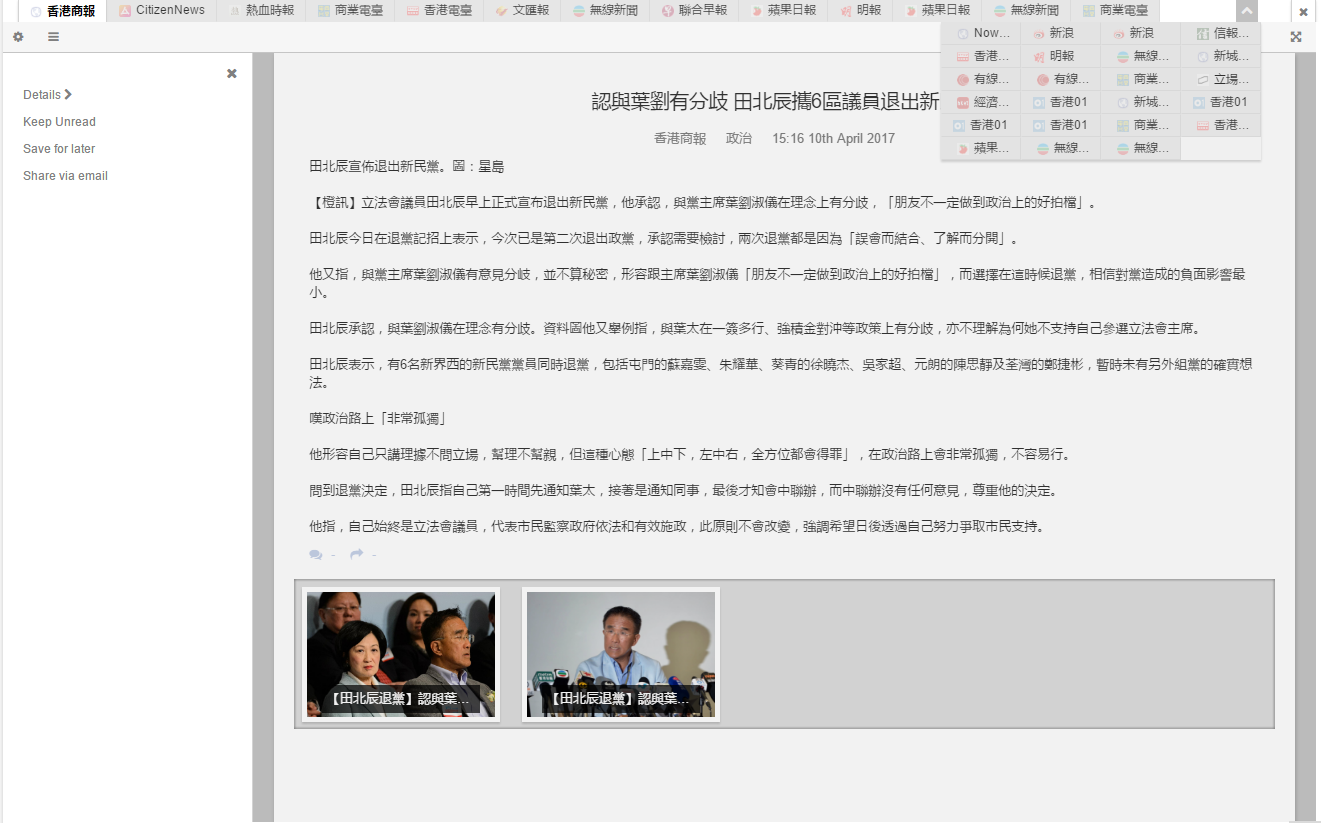 香港商報
CitizenNews
熱血時報
商業電臺
香港電臺
文匯報
無線新聞
聯合早報
蘋果日報
明報
蘋果日報
無線新聞
商業電臺
Now...
新浪
新浪
信報...
香港...
明報
無線...
新城...
有線...
有線...
商業...
立場...
經濟...
香港01
新城...
香港01
香港01
香港01
商業...
香港...
蘋果...
無線...
無線...
Details
Keep Unread
Save for later
Share via email
認與葉劉有分歧 田北辰攜6區議員退出新
香港商報 政治 15:16 10th April 2017
田北辰宣佈退出新民黨。圖：星島
【橙訊】立法會議員田北辰早上正式宣布退出新民黨，他承認，與黨主席葉劉淑儀在理念上有分歧，「朋友不一定做到政治上的好拍檔」。
田北辰今日在退黨記招上表示，今次已是第二次退出政黨，承認需要檢討，兩次退黨都是因為「誤會而結合、了解而分開」。
他又指，與黨主席葉劉淑儀有意見分岐，並不算秘密，形容跟主席葉劉淑儀「朋友不一定做到政治上的好拍檔」，而選擇在這時候退黨，相信對黨造成的負面影響最
小。
田北辰承認，與葉劉淑儀在理念有分歧。資料圖他又舉例指，與葉太在一簽多行、強積金對沖等政策上有分歧，亦不理解為何她不支持自己參選立法會主席。
田北辰表示，有6名新界西的新民黨黨員同時退黨，包括屯門的蘇嘉雯、朱耀華、葵青的徐曉杰、吳家超、元朗的陳思靜及荃灣的鄭捷彬，暫時未有另外組黨的確實想
法。
嘆政治路上「非常孤獨」
他形容自己只講理據不問立場，幫理不幫親，但這種心態「上中下，左中右，全方位都會得罪」，在政治路上會非常孤獨，不容易行。
問到退黨決定，田北辰指自己第一時間先通知葉太，接著是通知同事，最後才知會中聯辦，而中聯辦沒有任何意見，尊重他的決定。
他指，自己始終是立法會議員，代表市民監察政府依法和有效施政，此原則不會改變，強調希望日後透過自己努力爭取市民支持。
- -
【田北辰退黨】認與葉...
【田北辰退黨】認與葉...